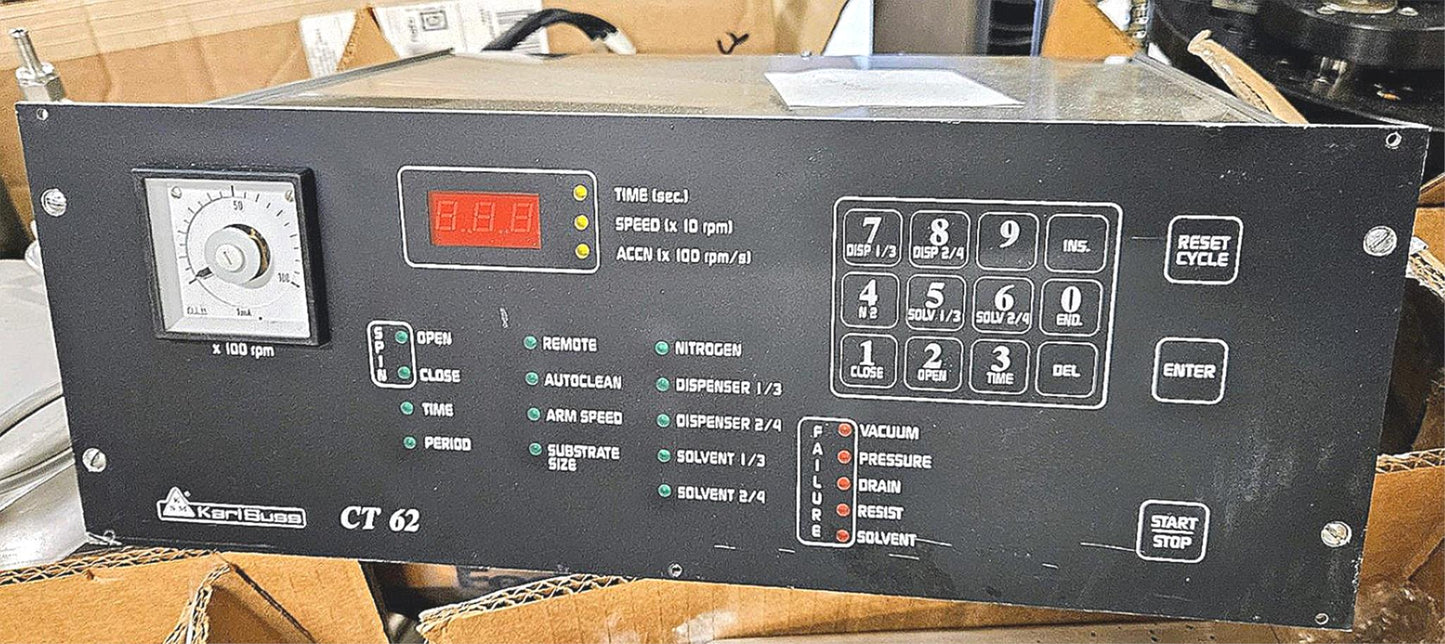 50
100
1mA
x 100 rpm
TIME (sec.)
SPEED (x 10 rpm)
ACCN (x 100 rpm/s)
SPIN
OPEN
CLOSE
TIME
PERIOD
REMOTE
AUTOCLEAN
ARM SPEED
SUBSTRATE
SIZE
NITROGEN
DISPENSER 1/3
DISPENSER 2/4
SOLVENT 1/3
SOLVENT 2/4
7
DISP 1/3
8
DISP 2/4
9
INS.
4
N2
5
SOLV 1/3
6
SOLV 2/4
0
END.
1
CLOSE
2
OPEN
3
TIME
DEL
RESET
CYCLE
ENTER
FAILURE
VACUUM
PRESSURE
DRAIN
RESIST
SOLVENT
START
STOP
Karl Suss
CT 62